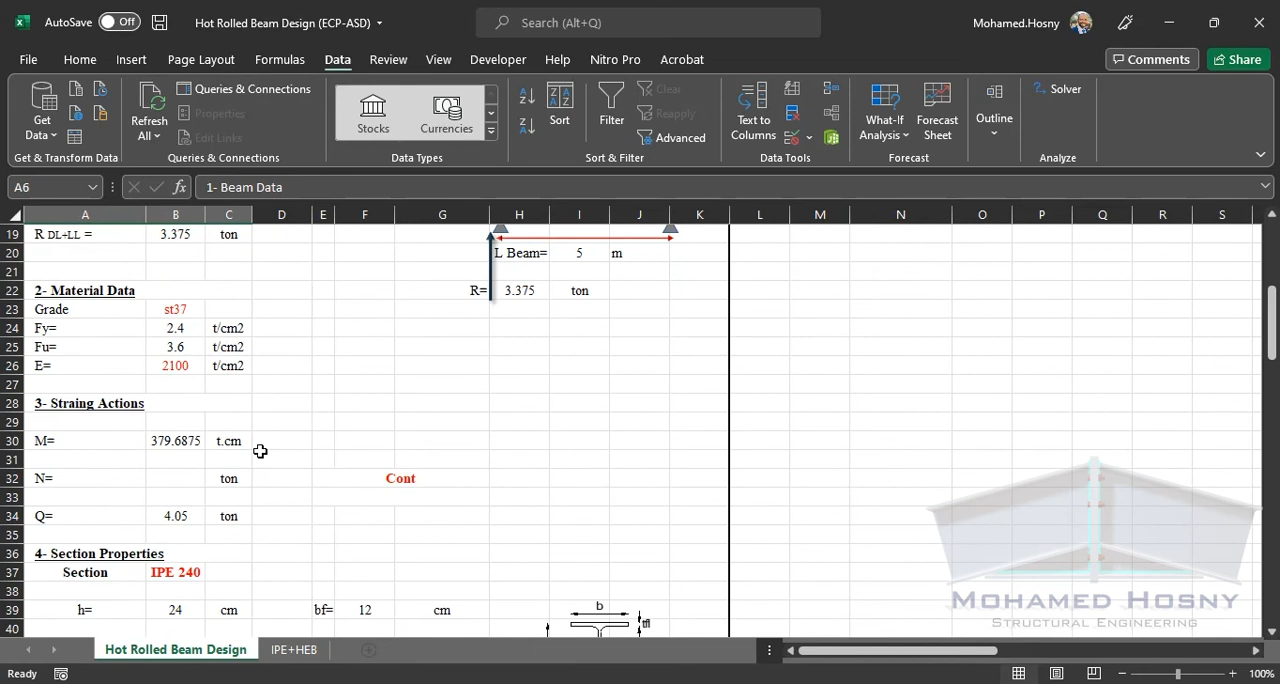 AutoSave Off Hot Rolled Beam Design (ECP-ASD) Search (Alt+Q) Mohamed.Hosny
File Home Insert Page Layout Formulas Data Review View Developer Help Nitro Pro Acrobat Comments Share
Get Data
Refresh All
Queries & Connections
Properties
Edit Links
Stocks
Currencies
Sort
Filter
Clear
Reapply
Advanced
Text to Columns
What-If Analysis
Forecast Sheet
Outline
Solver
Get & Transform Data Queries & Connections Data Types Sort & Filter Data Tools Forecast Analyze
A6 fx 1- Beam Data
A B C D E F G H I J K L M N O P Q R S
19 R DL+LL = 3.375 ton
20 L Beam= 5 m
21
22 2- Material Data R= 3.375 ton
23 Grade st37
24 Fy= 2.4 t/cm2
25 Fu= 3.6 t/cm2
26 E= 2100 t/cm2
27
28 3- Straing Actions
29
30 M= 379.6875 t.cm
31
32 N= ton Cont
33
34 Q= 4.05 ton
35
36 4- Section Properties
37 Section IPE 240
38
39 h= 24 cm bf= 12 cm b
40 tf
MOHAMED HOSNY
STRUCTURAL ENGINEERING
Hot Rolled Beam Design IPE+HEB
Ready 100%